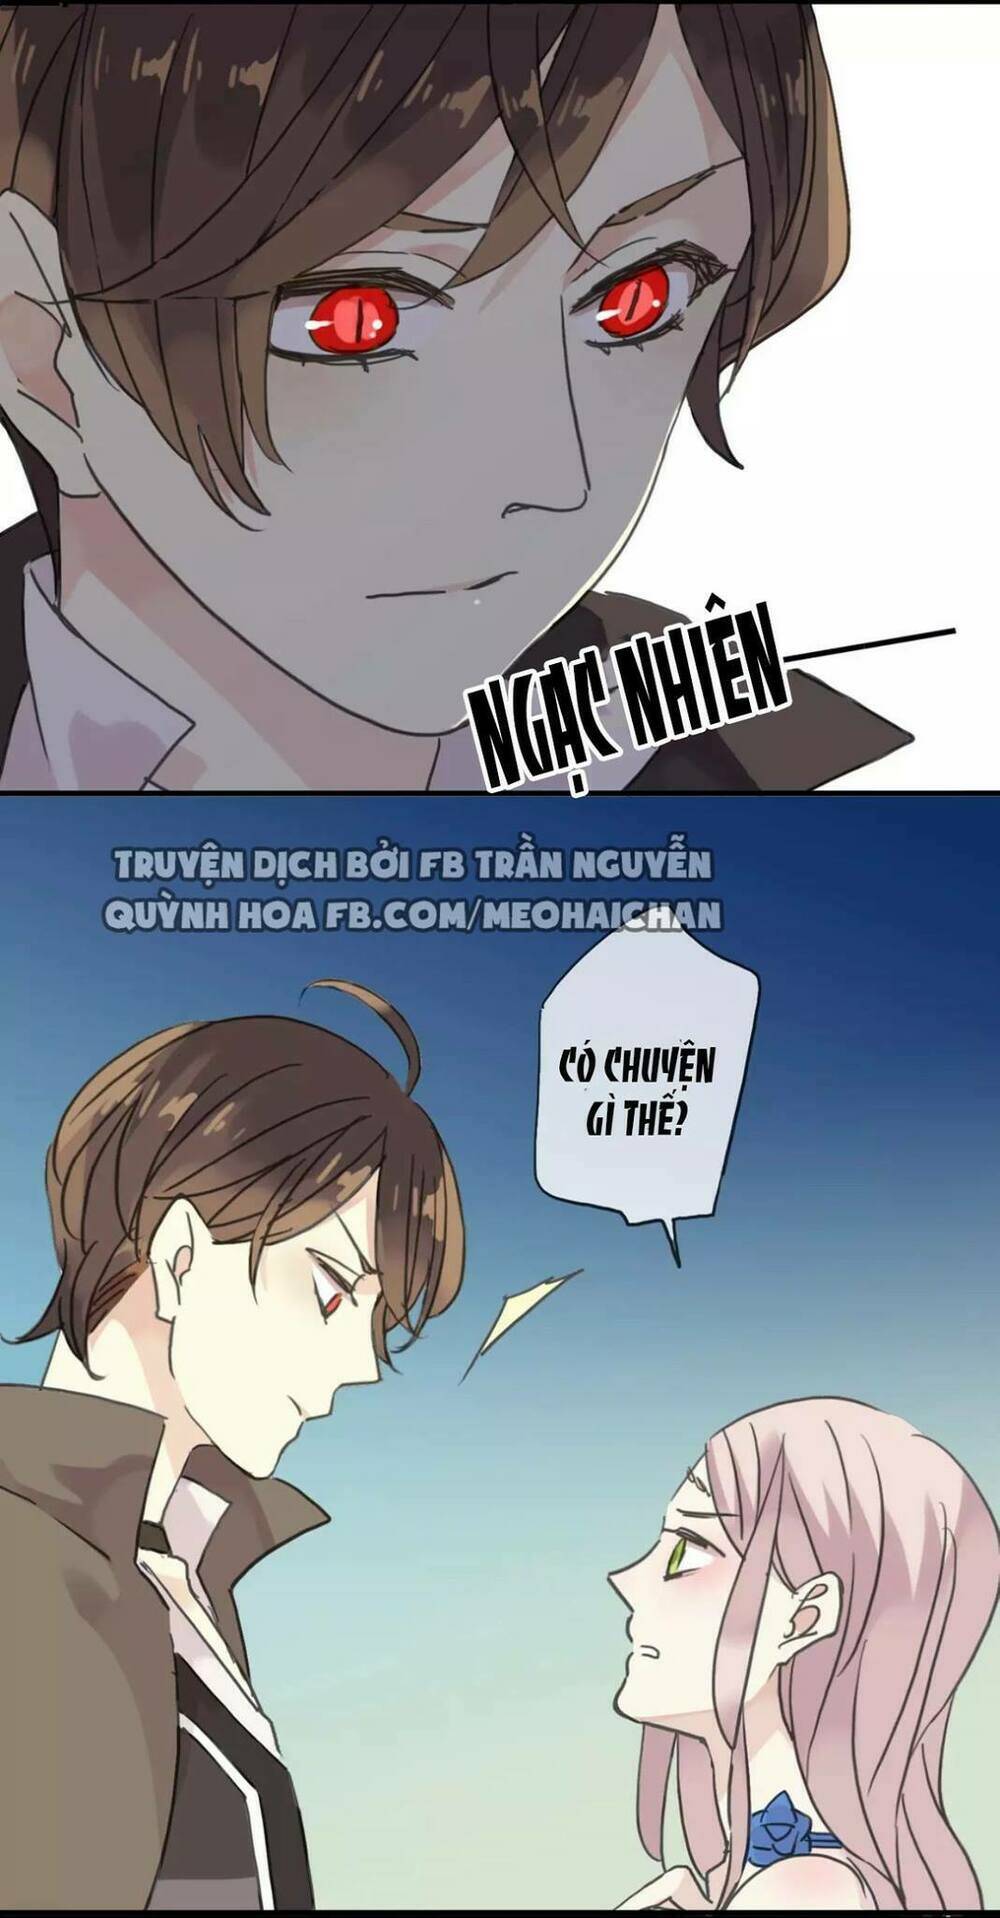 NGẠC NHIÊN
TRUYỆN DỊCH BỞI FB TRẦN NGUYỄN
QUỲNH HOA FB.COM/MEOHAICHAN
CÓ CHUYỆN
GÌ THẾ?